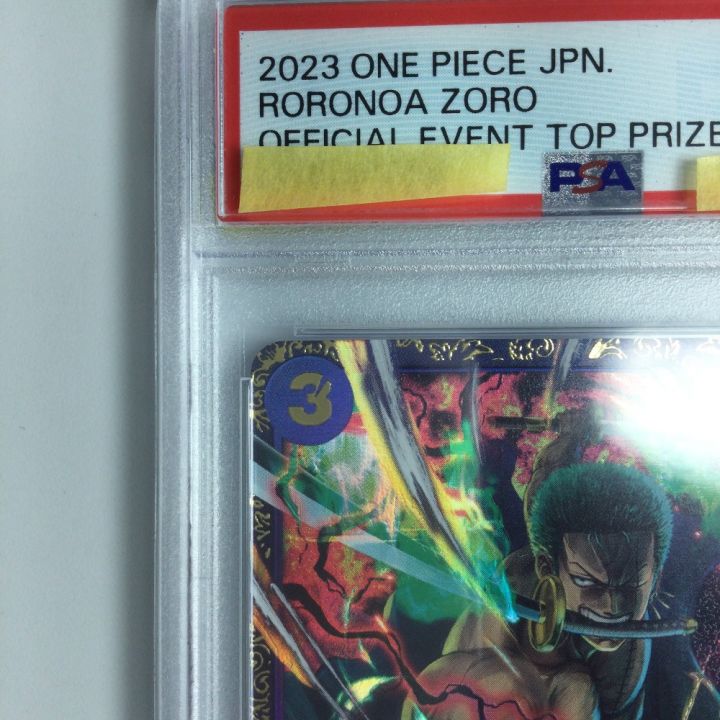 2023 ONE PIECE JPN.
RORONOA ZORO
OFFICIAL EVENT TOP PRIZE
PSA
3